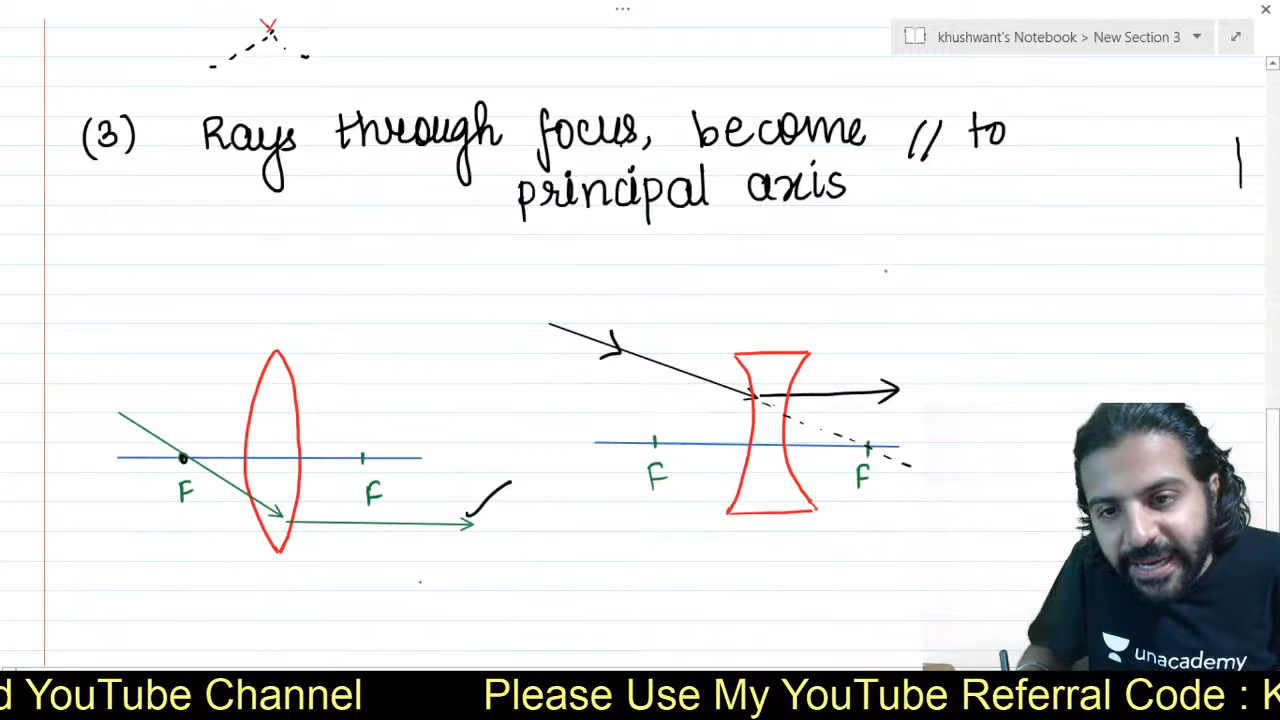 khushwant's Notebook > New Section 3
(3) Rays through focus, become // to
principal axis
F
F
F
F
unacademy
d YouTube Channel Please Use My YouTube Referral Code : K